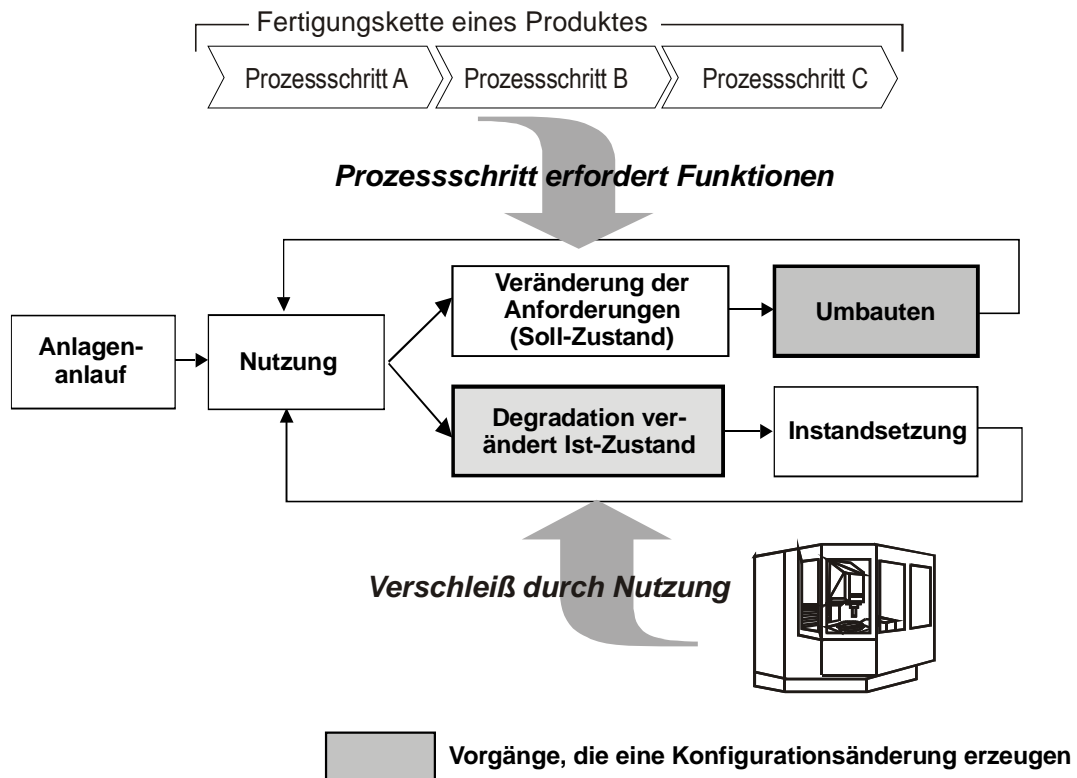 Fertigungskette eines Produktes
Prozessschritt A
Prozessschritt B
Prozessschritt C
Prozessschritt erfordert Funktionen
Anlagen-
anlauf
Nutzung
Veränderung der
Anforderungen
(Soll-Zustand)
Umbauten
Degradation ver-
ändert Ist-Zustand
Instandsetzung
Verschleiß durch Nutzung
Vorgänge, die eine Konfigurationsänderung erzeugen